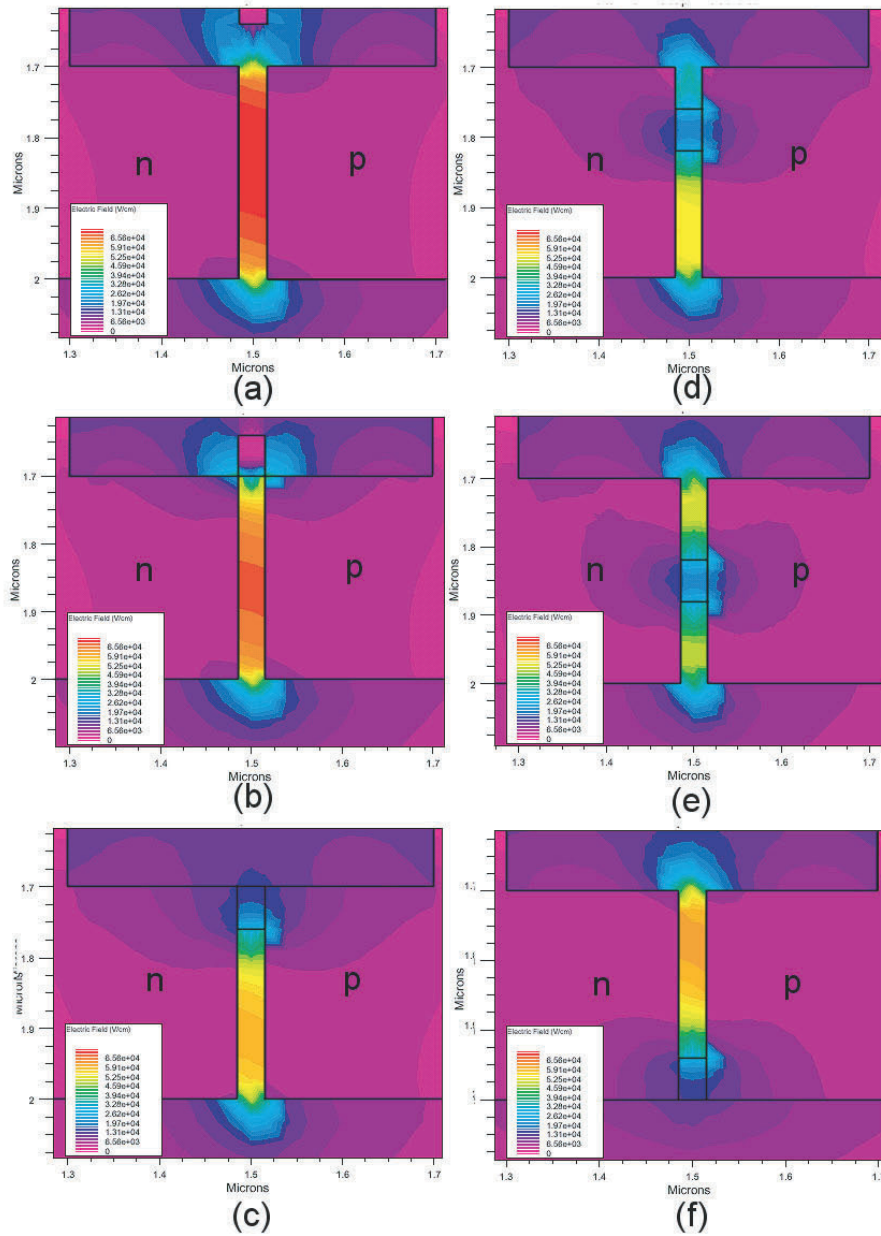 1.7
1.8
1.9
2
Microns
n
p
Electric Field (V/cm)
6.56e+04
5.91e+04
5.25e+04
4.59e+04
3.94e+04
3.28e+04
2.62e+04
1.97e+04
1.31e+04
6.56e+03
0
1.3
1.4
1.5
1.6
1.7
Microns
(a)
1.7
1.8
1.9
2
Microns
n
p
Electric Field (V/cm)
6.56e+04
5.91e+04
5.25e+04
4.59e+04
3.94e+04
3.28e+04
2.62e+04
1.97e+04
1.31e+04
6.56e+03
0
1.3
1.4
1.5
1.6
1.7
Microns
(d)
1.7
1.8
1.9
2
Microns
n
p
Electric Field (V/cm)
6.56e+04
5.91e+04
5.25e+04
4.59e+04
3.94e+04
3.28e+04
2.62e+04
1.97e+04
1.31e+04
6.56e+03
0
1.3
1.4
1.5
1.6
1.7
Microns
(b)
1.7
1.8
1.9
2
Microns
n
p
Electric Field (V/cm)
6.56e+04
5.91e+04
5.25e+04
4.59e+04
3.94e+04
3.28e+04
2.62e+04
1.97e+04
1.31e+04
6.56e+03
0
1.3
1.4
1.5
1.6
1.7
Microns
(e)
1.7
1.8
1.9
2
n
p
Electric Field (V/cm)
6.56e+04
5.91e+04
5.25e+04
4.59e+04
3.94e+04
3.28e+04
2.62e+04
1.97e+04
1.31e+04
6.56e+03
0
1.3
1.4
1.5
1.6
1.7
Microns
(c)
Microns
n
p
Electric Field (V/cm)
6.56e+04
5.91e+04
5.25e+04
4.59e+04
3.94e+04
3.28e+04
2.62e+04
1.97e+04
1.31e+04
6.56e+03
0
1.3
1.4
1.5
1.6
1.7
Microns
(f)